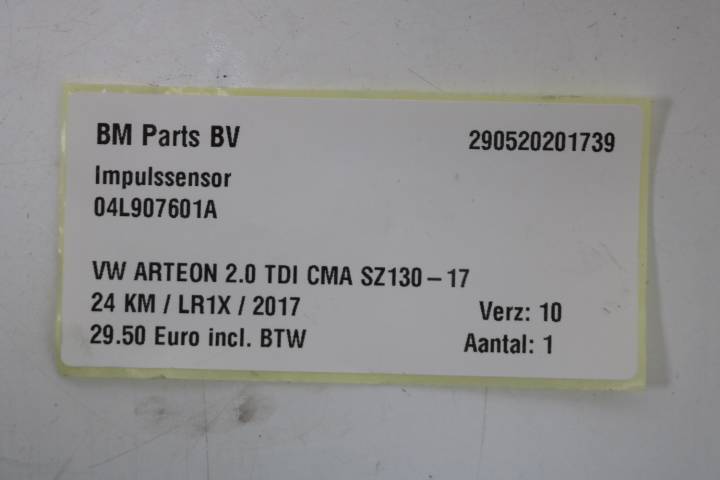 BM Parts BV 290520201739
Impulssensor
04L907601A
VW ARTEON 2.0 TDI CMA SZ130-17
24 KM / LR1X / 2017 Verz: 10
29.50 Euro incl. BTW Aantal: 1